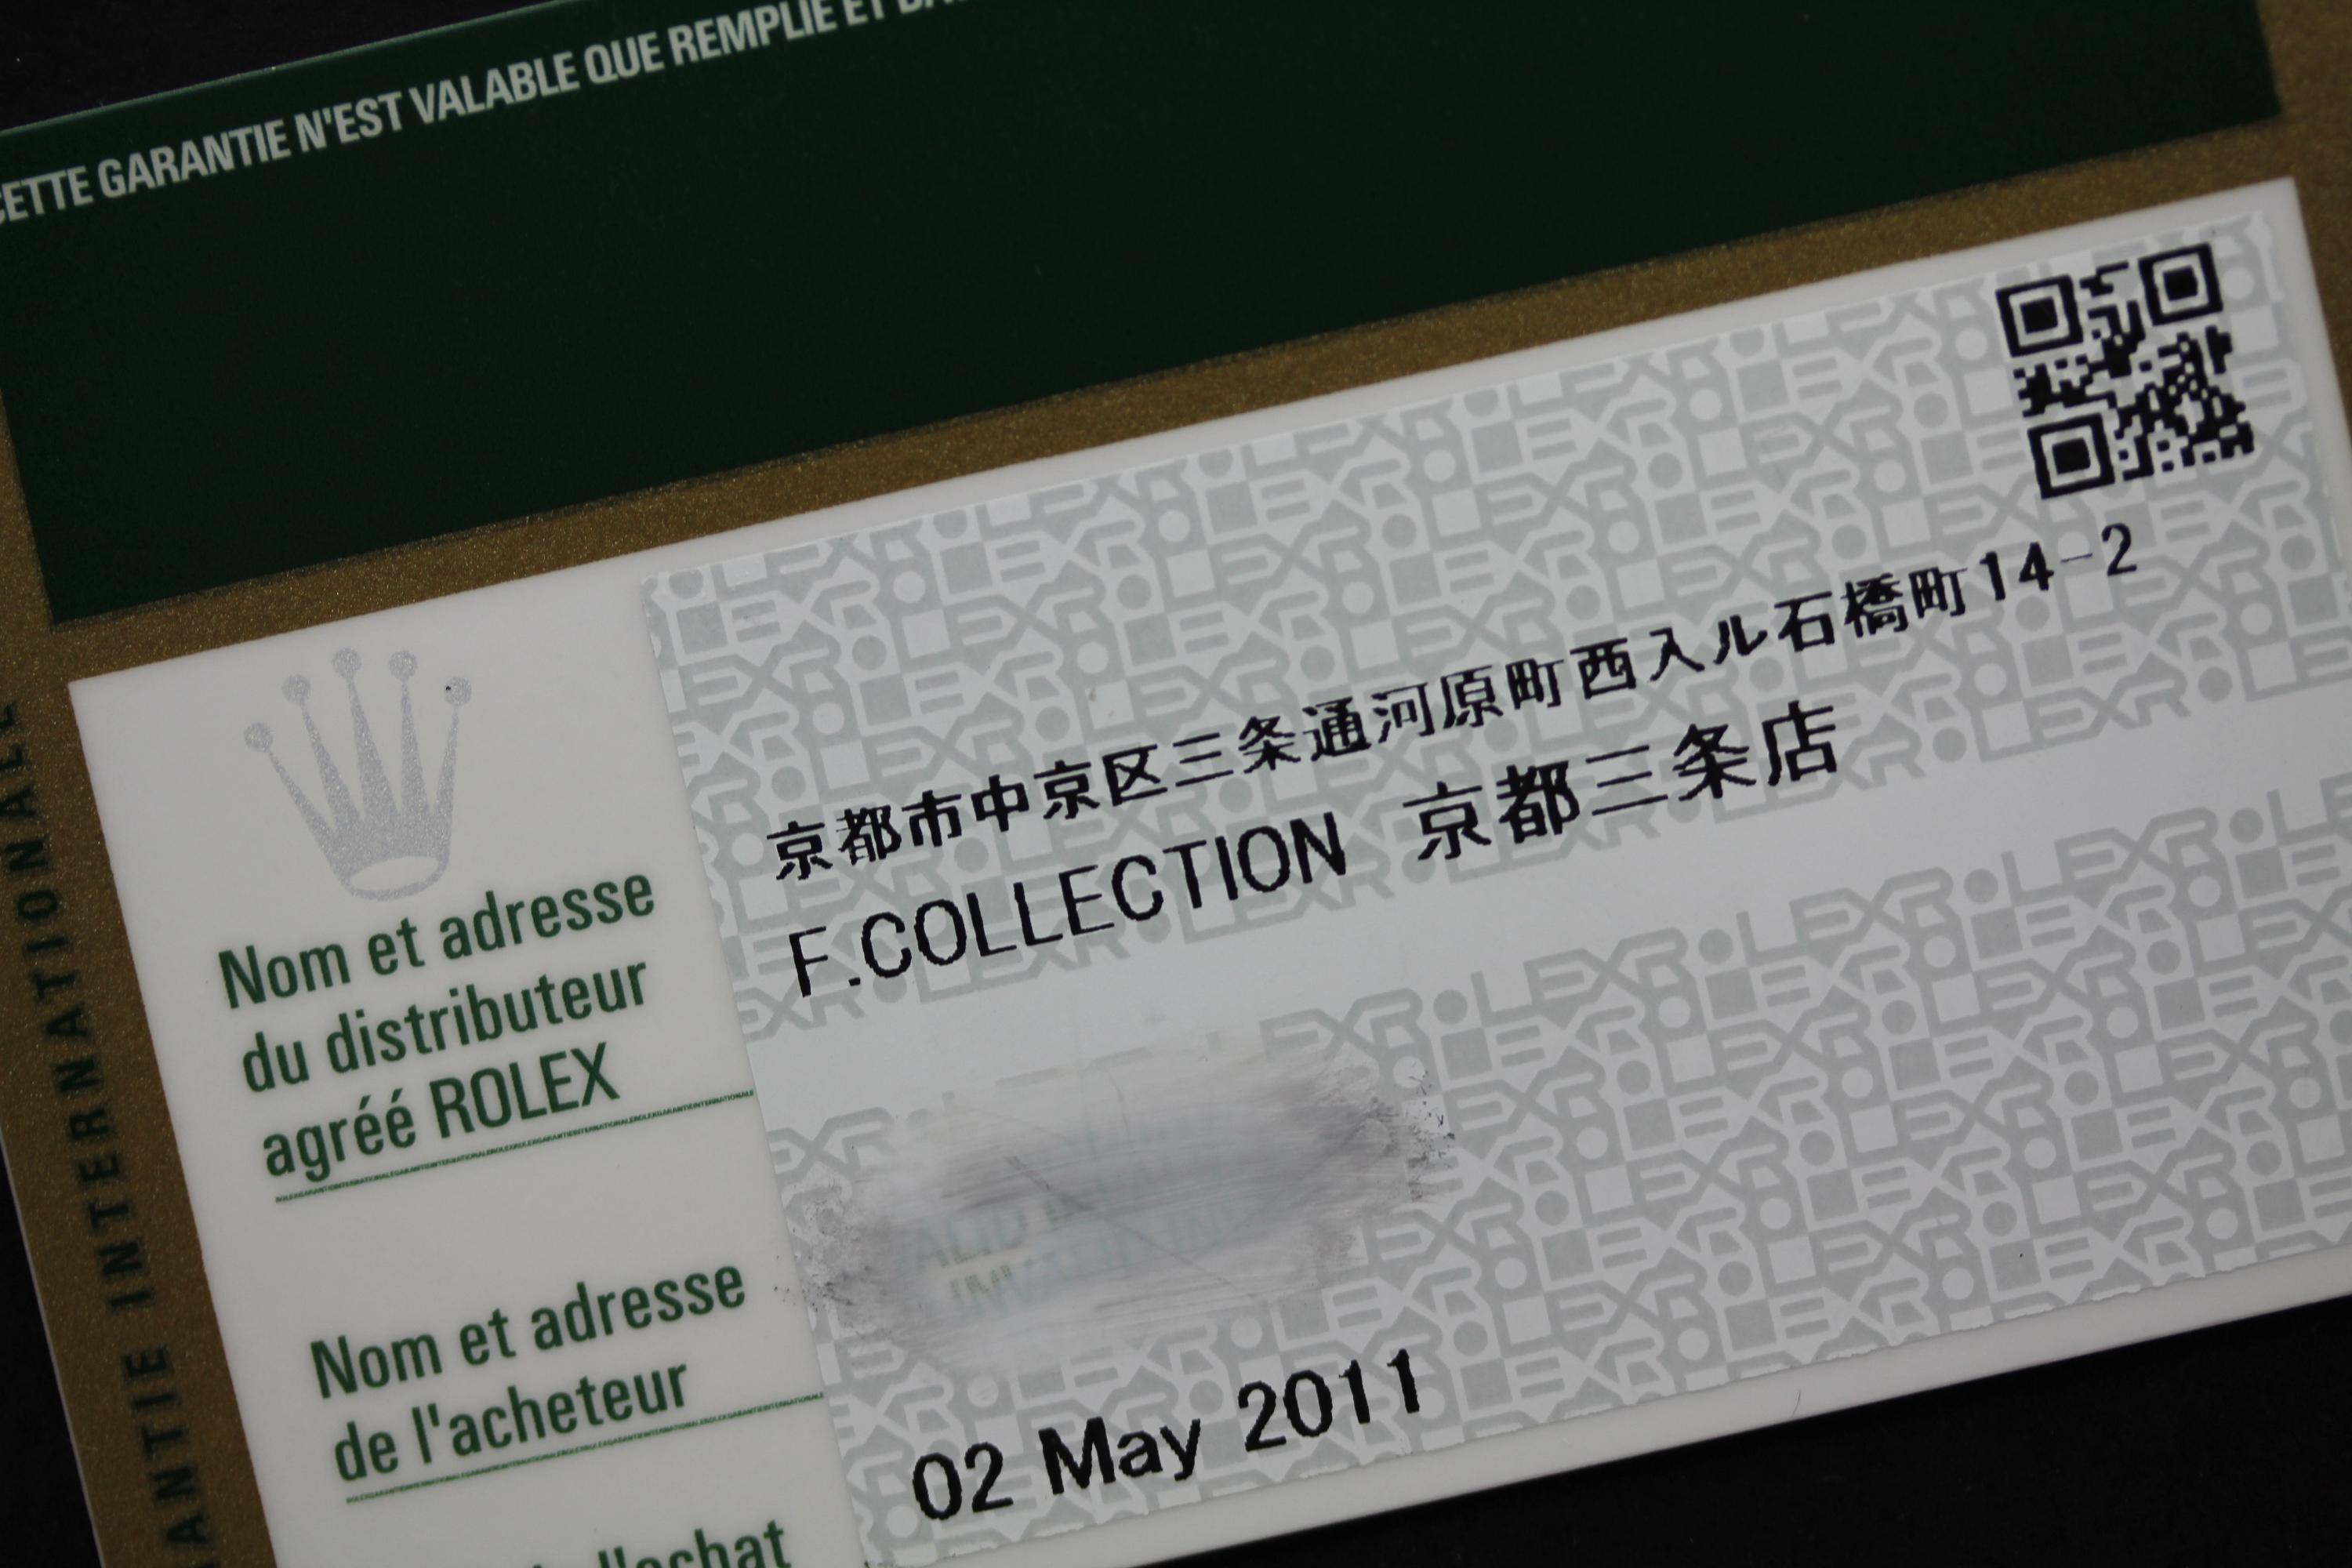 CETTE GARANTIE N'EST VALABLE QUE REMPLIE ET
京都市中京区三条通河原町西入ル石橋町14-2
F.COLLECTION 京都三条店
Nom et adresse
du distributeur
agréé ROLEX
Nom et adresse
de l'acheteur
02 May 2011
l'achat
INTERNATIONALE